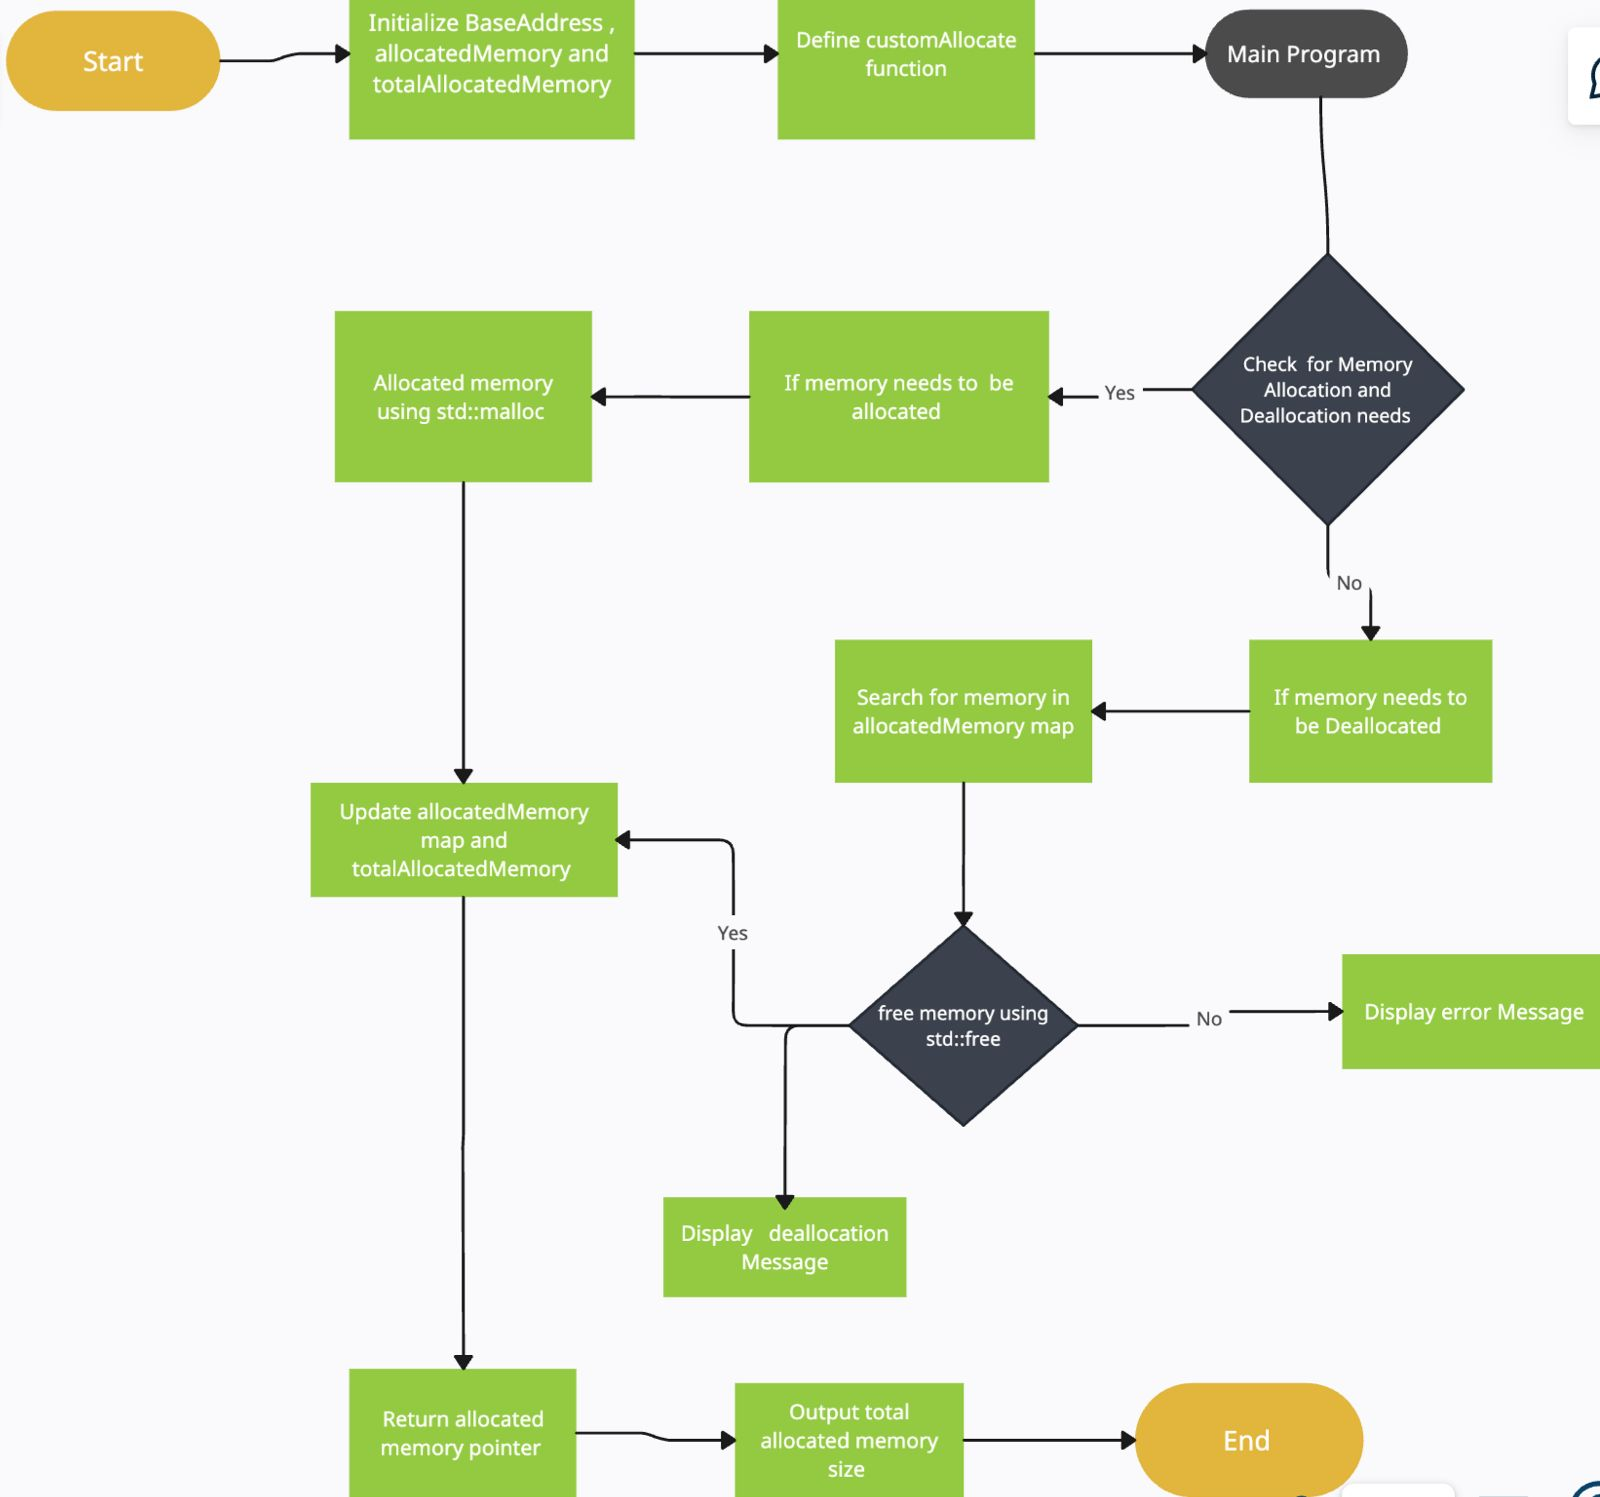 Start
Initialize BaseAddress ,
allocatedMemory and
totalAllocatedMemory
Define customAllocate
function
Main Program
Check for Memory
Allocation and
Deallocation needs
Yes
If memory needs to be
allocated
Allocated memory
using std::malloc
No
If memory needs to
be Deallocated
Search for memory in
allocatedMemory map
Update allocatedMemory
map and
totalAllocatedMemory
Yes
free memory using
std::free
No
Display error Message
Display deallocation
Message
Return allocated
memory pointer
Output total
allocated memory
size
End